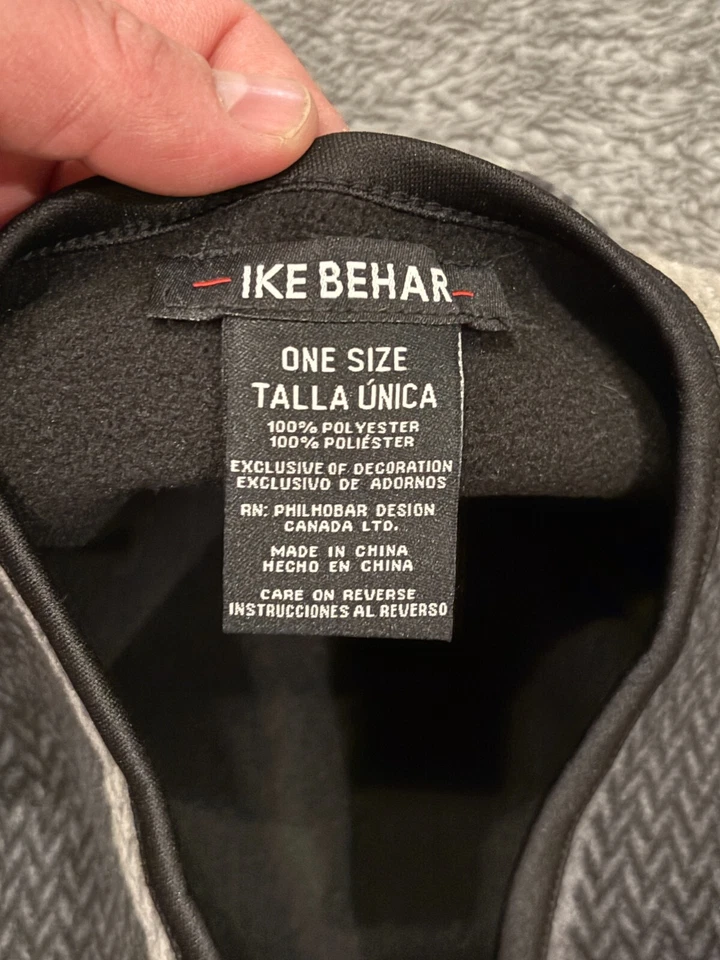 IKE BEHAR
ONE SIZE
TALLA ÚNICA
100% POLYESTER
100% POLIÉSTER
EXCLUSIVE OF DECORATION
EXCLUSIVO DE ADORNOS
RN: PHILHOBAR DESIGN
CANADA LTD.
MADE IN CHINA
HECHO EN CHINA
CARE ON REVERSE
INSTRUCCIONES AL REVERSO